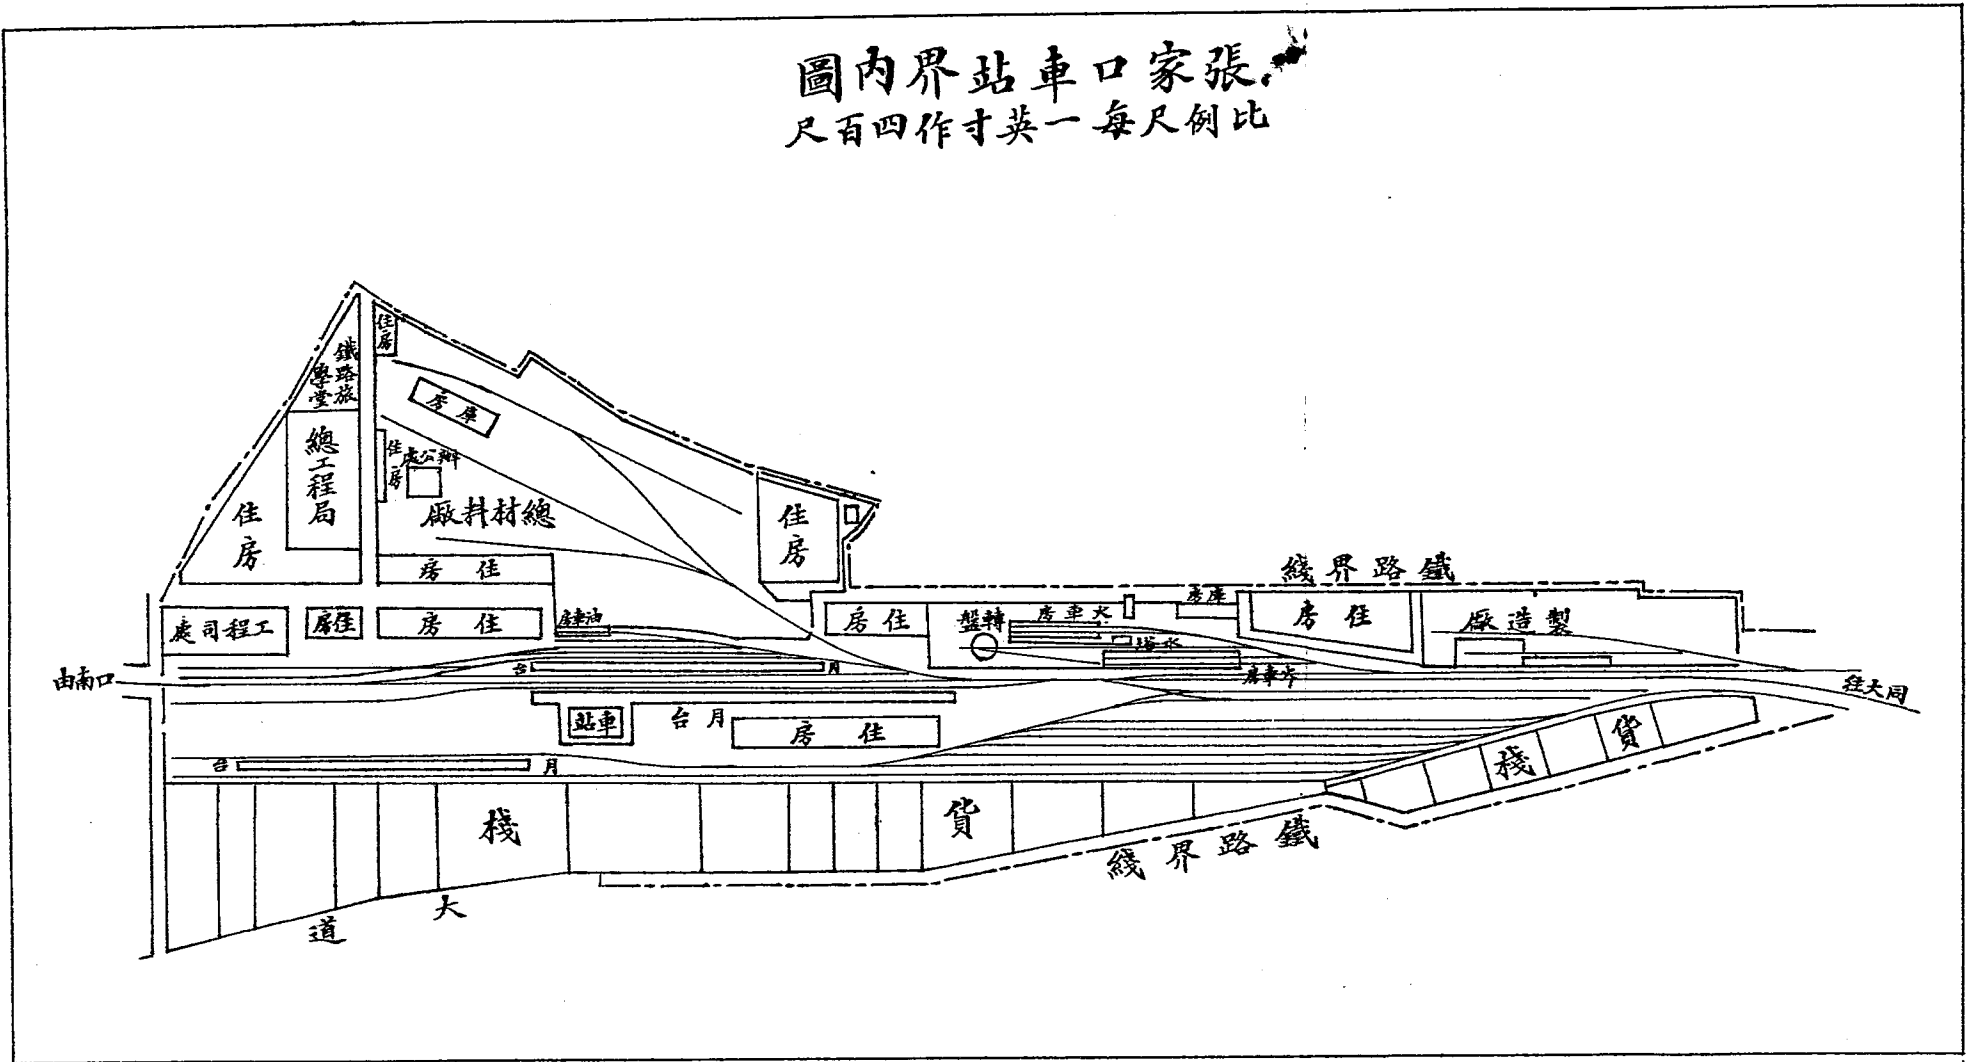 張家口車站界內圖
比例尺每一英寸作四百尺
住房
鐵路旅
學堂
庫房
總工程局
住房
辦公處
住房
總材料廠
住房
住房
鐵路界綫
工程司處
住房
住房
油車房
住房
轉盤
火車房
水塔
庫房
住房
製造廠
由南口
月台
車房
往大同
車站
月台
住房
月台
貨棧
貨棧
鐵路界綫
大道